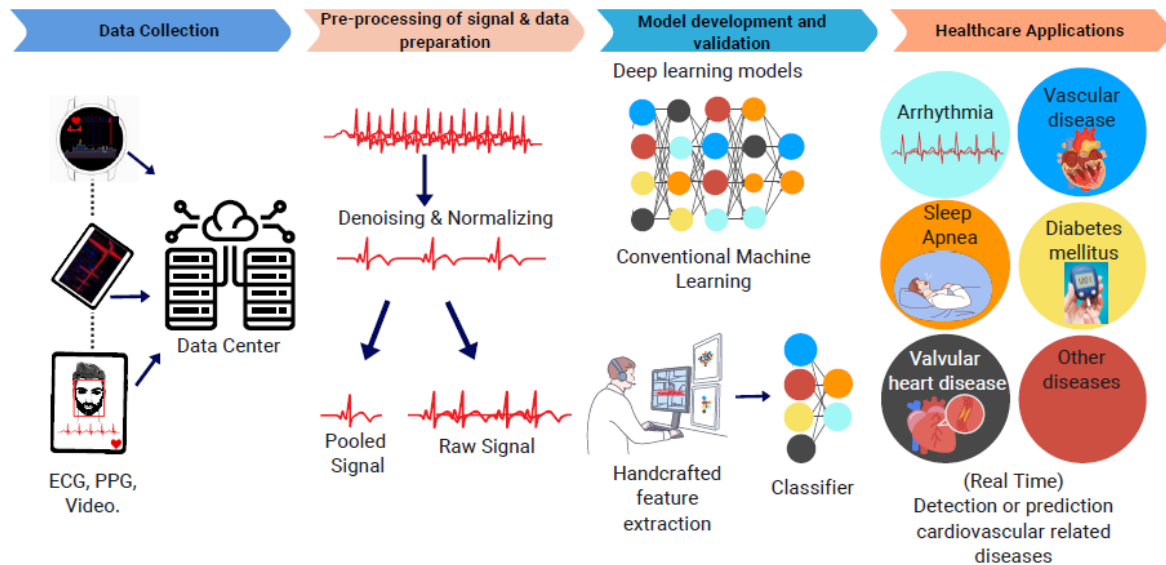 Data Collection
Pre-processing of signal & data
preparation
Model development and
validation
Healthcare Applications
ECG, PPG,
Video.
Data Center
Denoising & Normalizing
Pooled
Signal
Raw Signal
Deep learning models
Conventional Machine
Learning
Handcrafted
feature
extraction
Classifier
Arrhythmia
Vascular
disease
Sleep
Apnea
Diabetes
mellitus
Valvular
heart disease
Other
diseases
(Real Time)
Detection or prediction
cardiovascular related
diseases